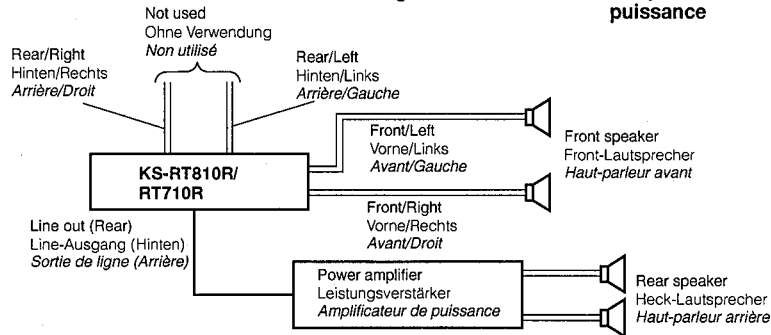 puissance
Not used
Ohne Verwendung
Non utilisé
Rear/Right
Hinten/Rechts
Arrière/Droit
Rear/Left
Hinten/Links
Arrière/Gauche
Front/Left
Vorne/Links
Avant/Gauche
Front speaker
Front-Lautsprecher
Haut-parleur avant
KS-RT810R/
RT710R
Front/Right
Vorne/Rechts
Avant/Droit
Line out (Rear)
Line-Ausgang (Hinten)
Sortie de ligne (Arrière)
Power amplifier
Leistungsverstärker
Amplificateur de puissance
Rear speaker
Heck-Lautsprecher
Haut-parleur arrière